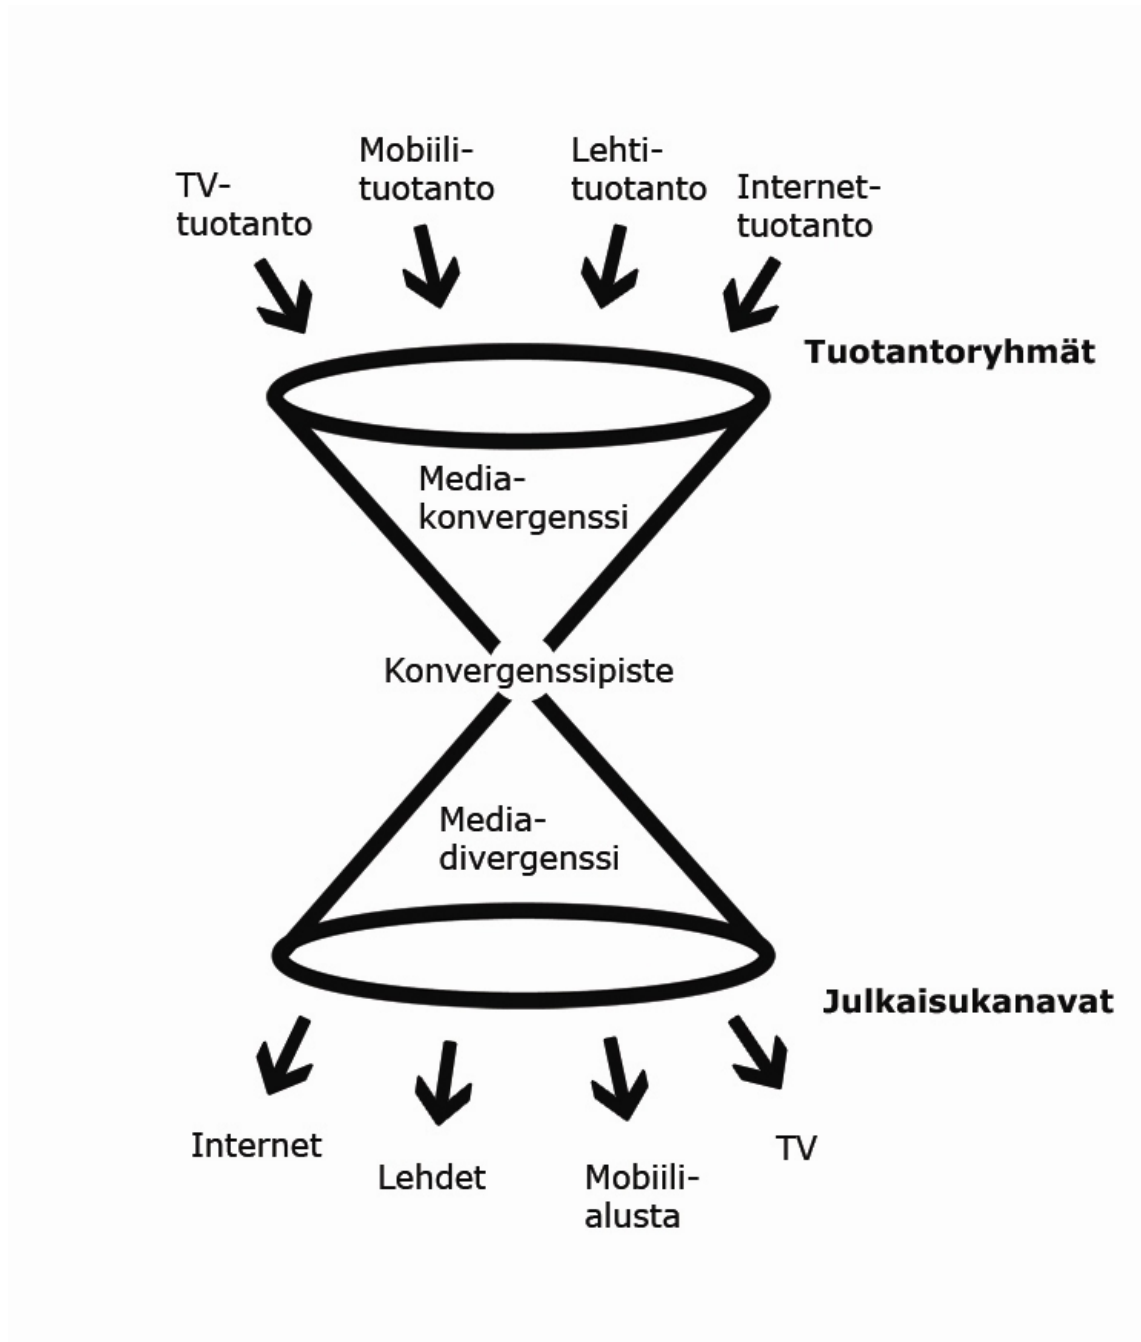 TV-
tuotanto
Mobiili-
tuotanto
Lehti-
tuotanto
Internet-
tuotanto
Tuotantoryhmät
Media-
konvergenssi
Konvergenssipiste
Media-
divergenssi
Julkaisukanavat
Internet
Lehdet
Mobiili-
alusta
TV